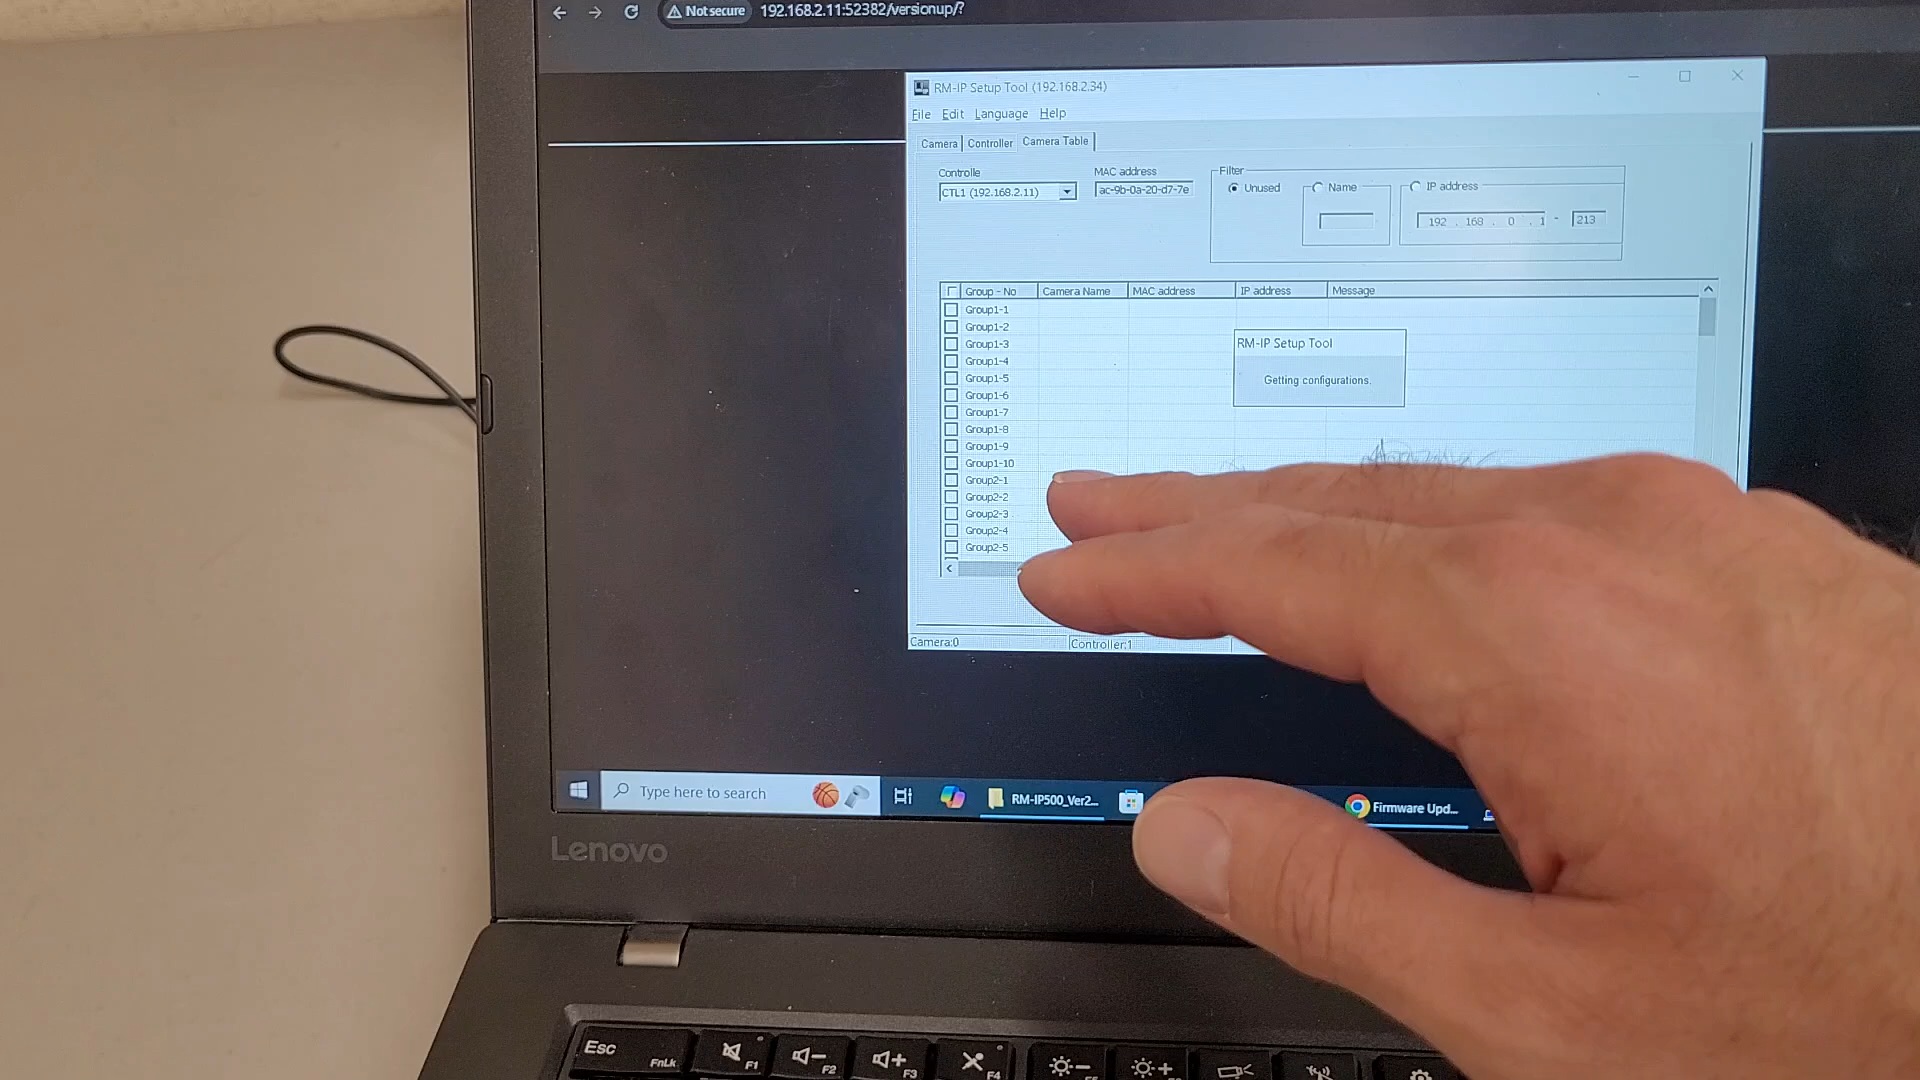 Not secure 192.168.2.11:52382/versionup/?
RM-IP Setup Tool (192.168.2.34)
File Edit Language Help
Camera Controller Camera Table
Controlle MAC address Filter
CTL1 (192.168.2.11) ac-9b-0a-20-d7-7e Unused Name IP address
192 . 168 . 0 . 1 - 213
Group - No Camera Name MAC address IP address Message
Group1-1
Group1-2
Group1-3
Group1-4
Group1-5
Group1-6
Group1-7
Group1-8
Group1-9
Group1-10
Group2-1
Group2-2
Group2-3
Group2-4
Group2-5
RM-IP Setup Tool
Getting configurations.
Camera:0 Controller:1
Type here to search RM-IP500_Ver2... Firmware Upd...
Lenovo
Esc FnLk F1 F2 F3 F4